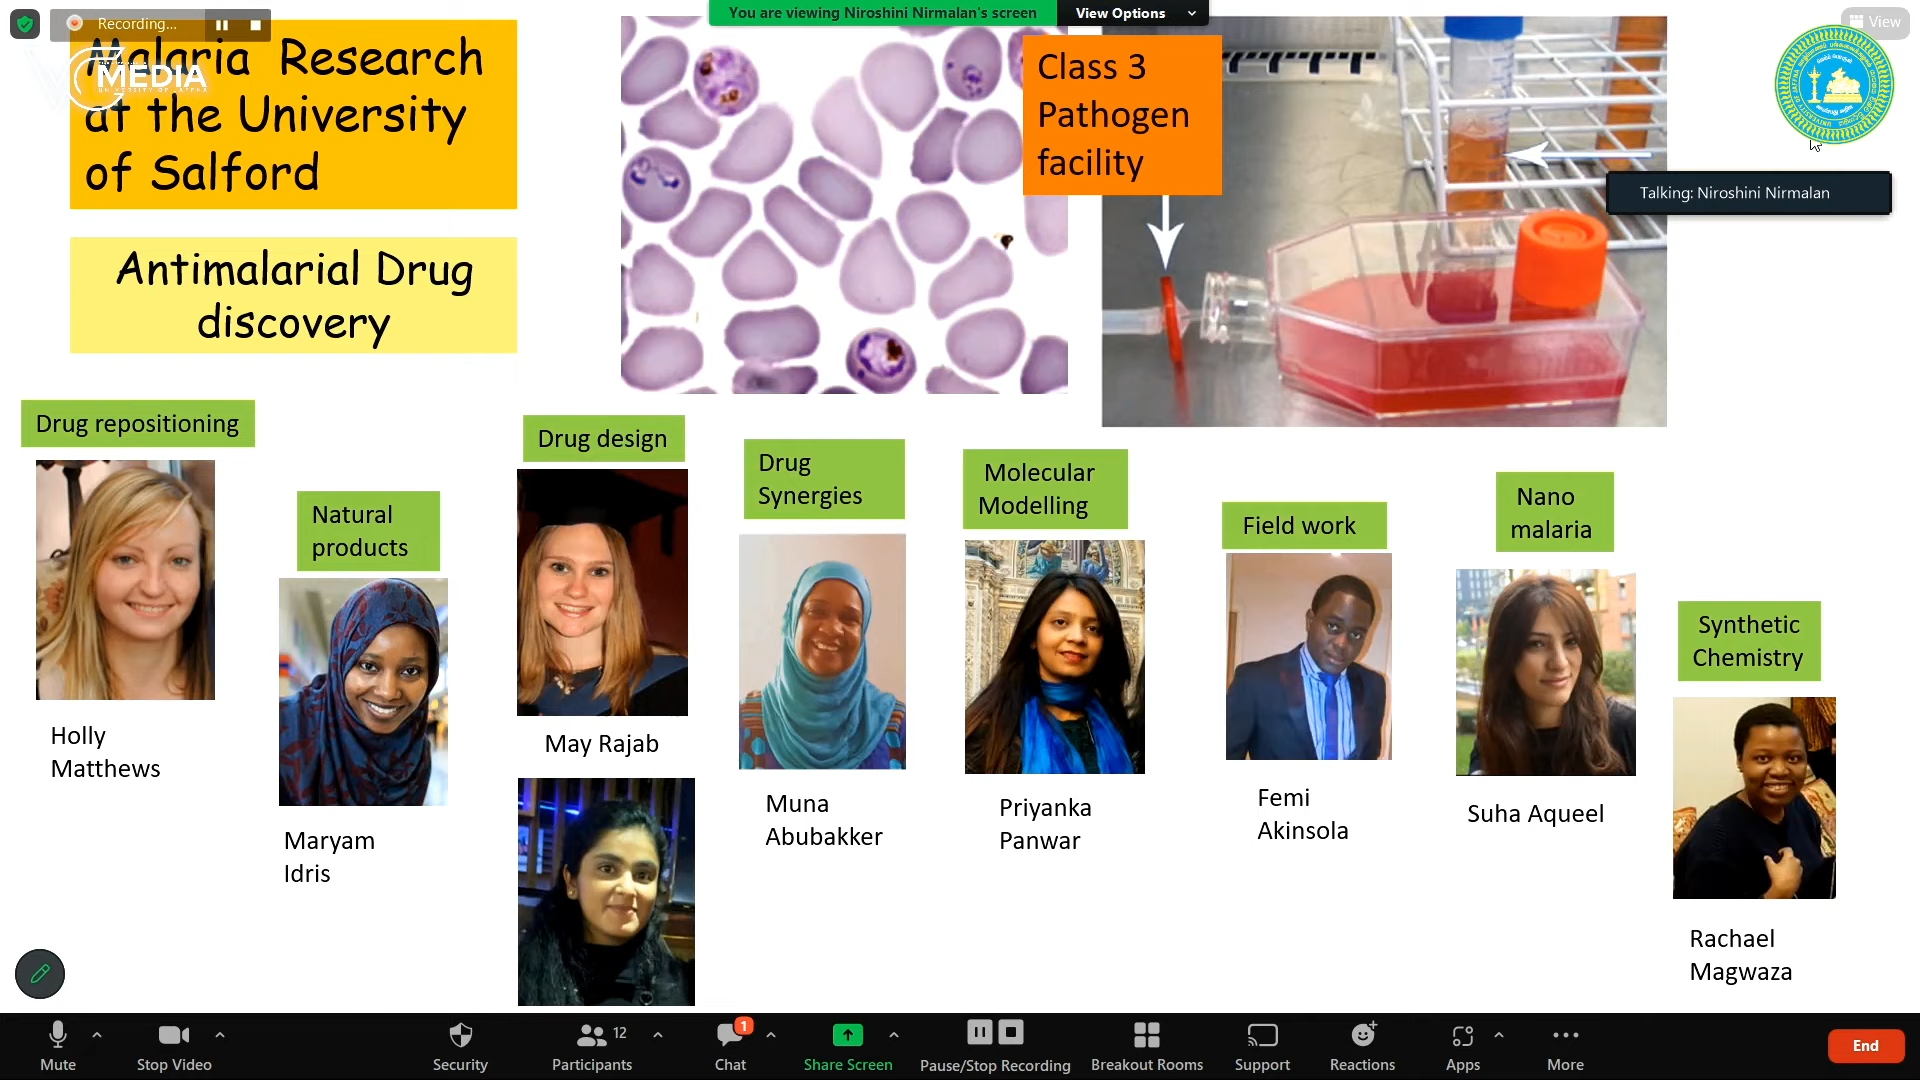 Recording...
You are viewing Niroshini Nirmalan's screen
View Options
View
Malaria Research
at the University
of Salford
MEDIA
Class 3
Pathogen
facility
Talking: Niroshini Nirmalan
Antimalarial Drug
discovery
Drug repositioning
Holly
Matthews
Natural
products
Maryam
Idris
Drug design
May Rajab
Drug
Synergies
Muna
Abubakker
Molecular
Modelling
Priyanka
Panwar
Field work
Femi
Akinsola
Nano
malaria
Suha Aqueel
Synthetic
Chemistry
Rachael
Magwaza
Mute
Stop Video
Security
Participants
12
Chat
1
Share Screen
Pause/Stop Recording
Breakout Rooms
Support
Reactions
Apps
More
End